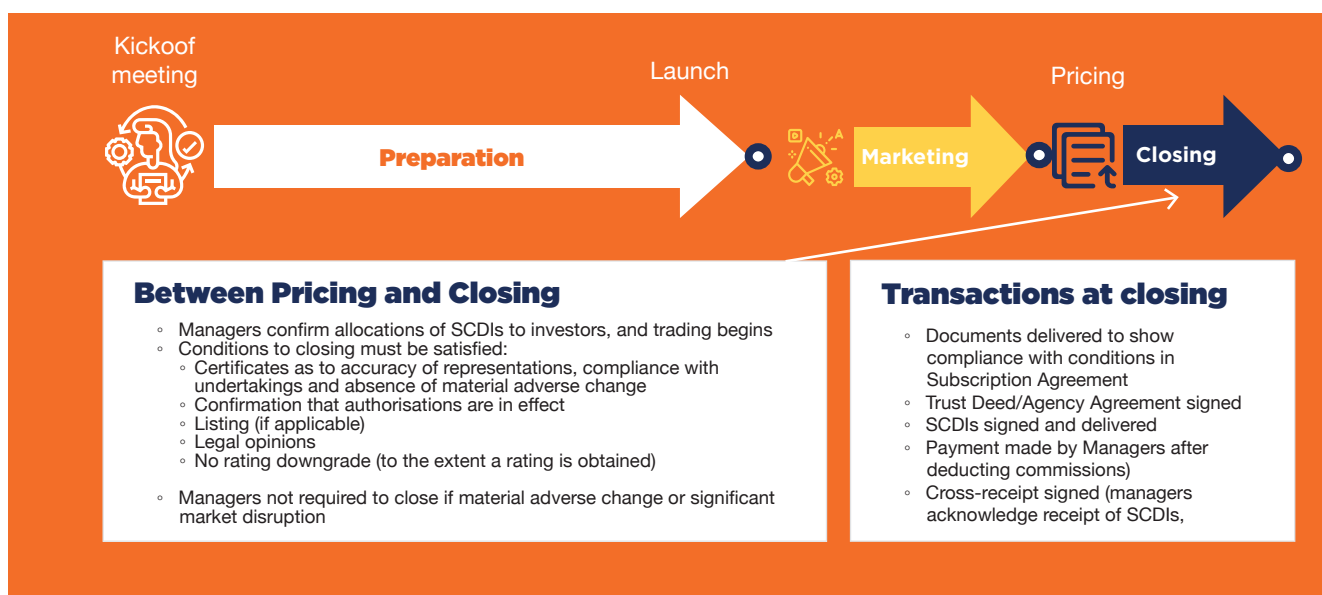 Kickoof
meeting
Launch
Pricing
Preparation
Marketing
Closing
Between Pricing and Closing
◦ Managers confirm allocations of SCDIs to investors, and trading begins
◦ Conditions to closing must be satisfied:
◦ Certificates as to accuracy of representations, compliance with
undertakings and absence of material adverse change
◦ Confirmation that authorisations are in effect
◦ Listing (if applicable)
◦ Legal opinions
◦ No rating downgrade (to the extent a rating is obtained)
◦ Managers not required to close if material adverse change or significant
market disruption
Transactions at closing
◦ Documents delivered to show
compliance with conditions in
Subscription Agreement
◦ Trust Deed/Agency Agreement signed
◦ SCDIs signed and delivered
◦ Payment made by Managers after
deducting commissions)
◦ Cross-receipt signed (managers
acknowledge receipt of SCDIs,